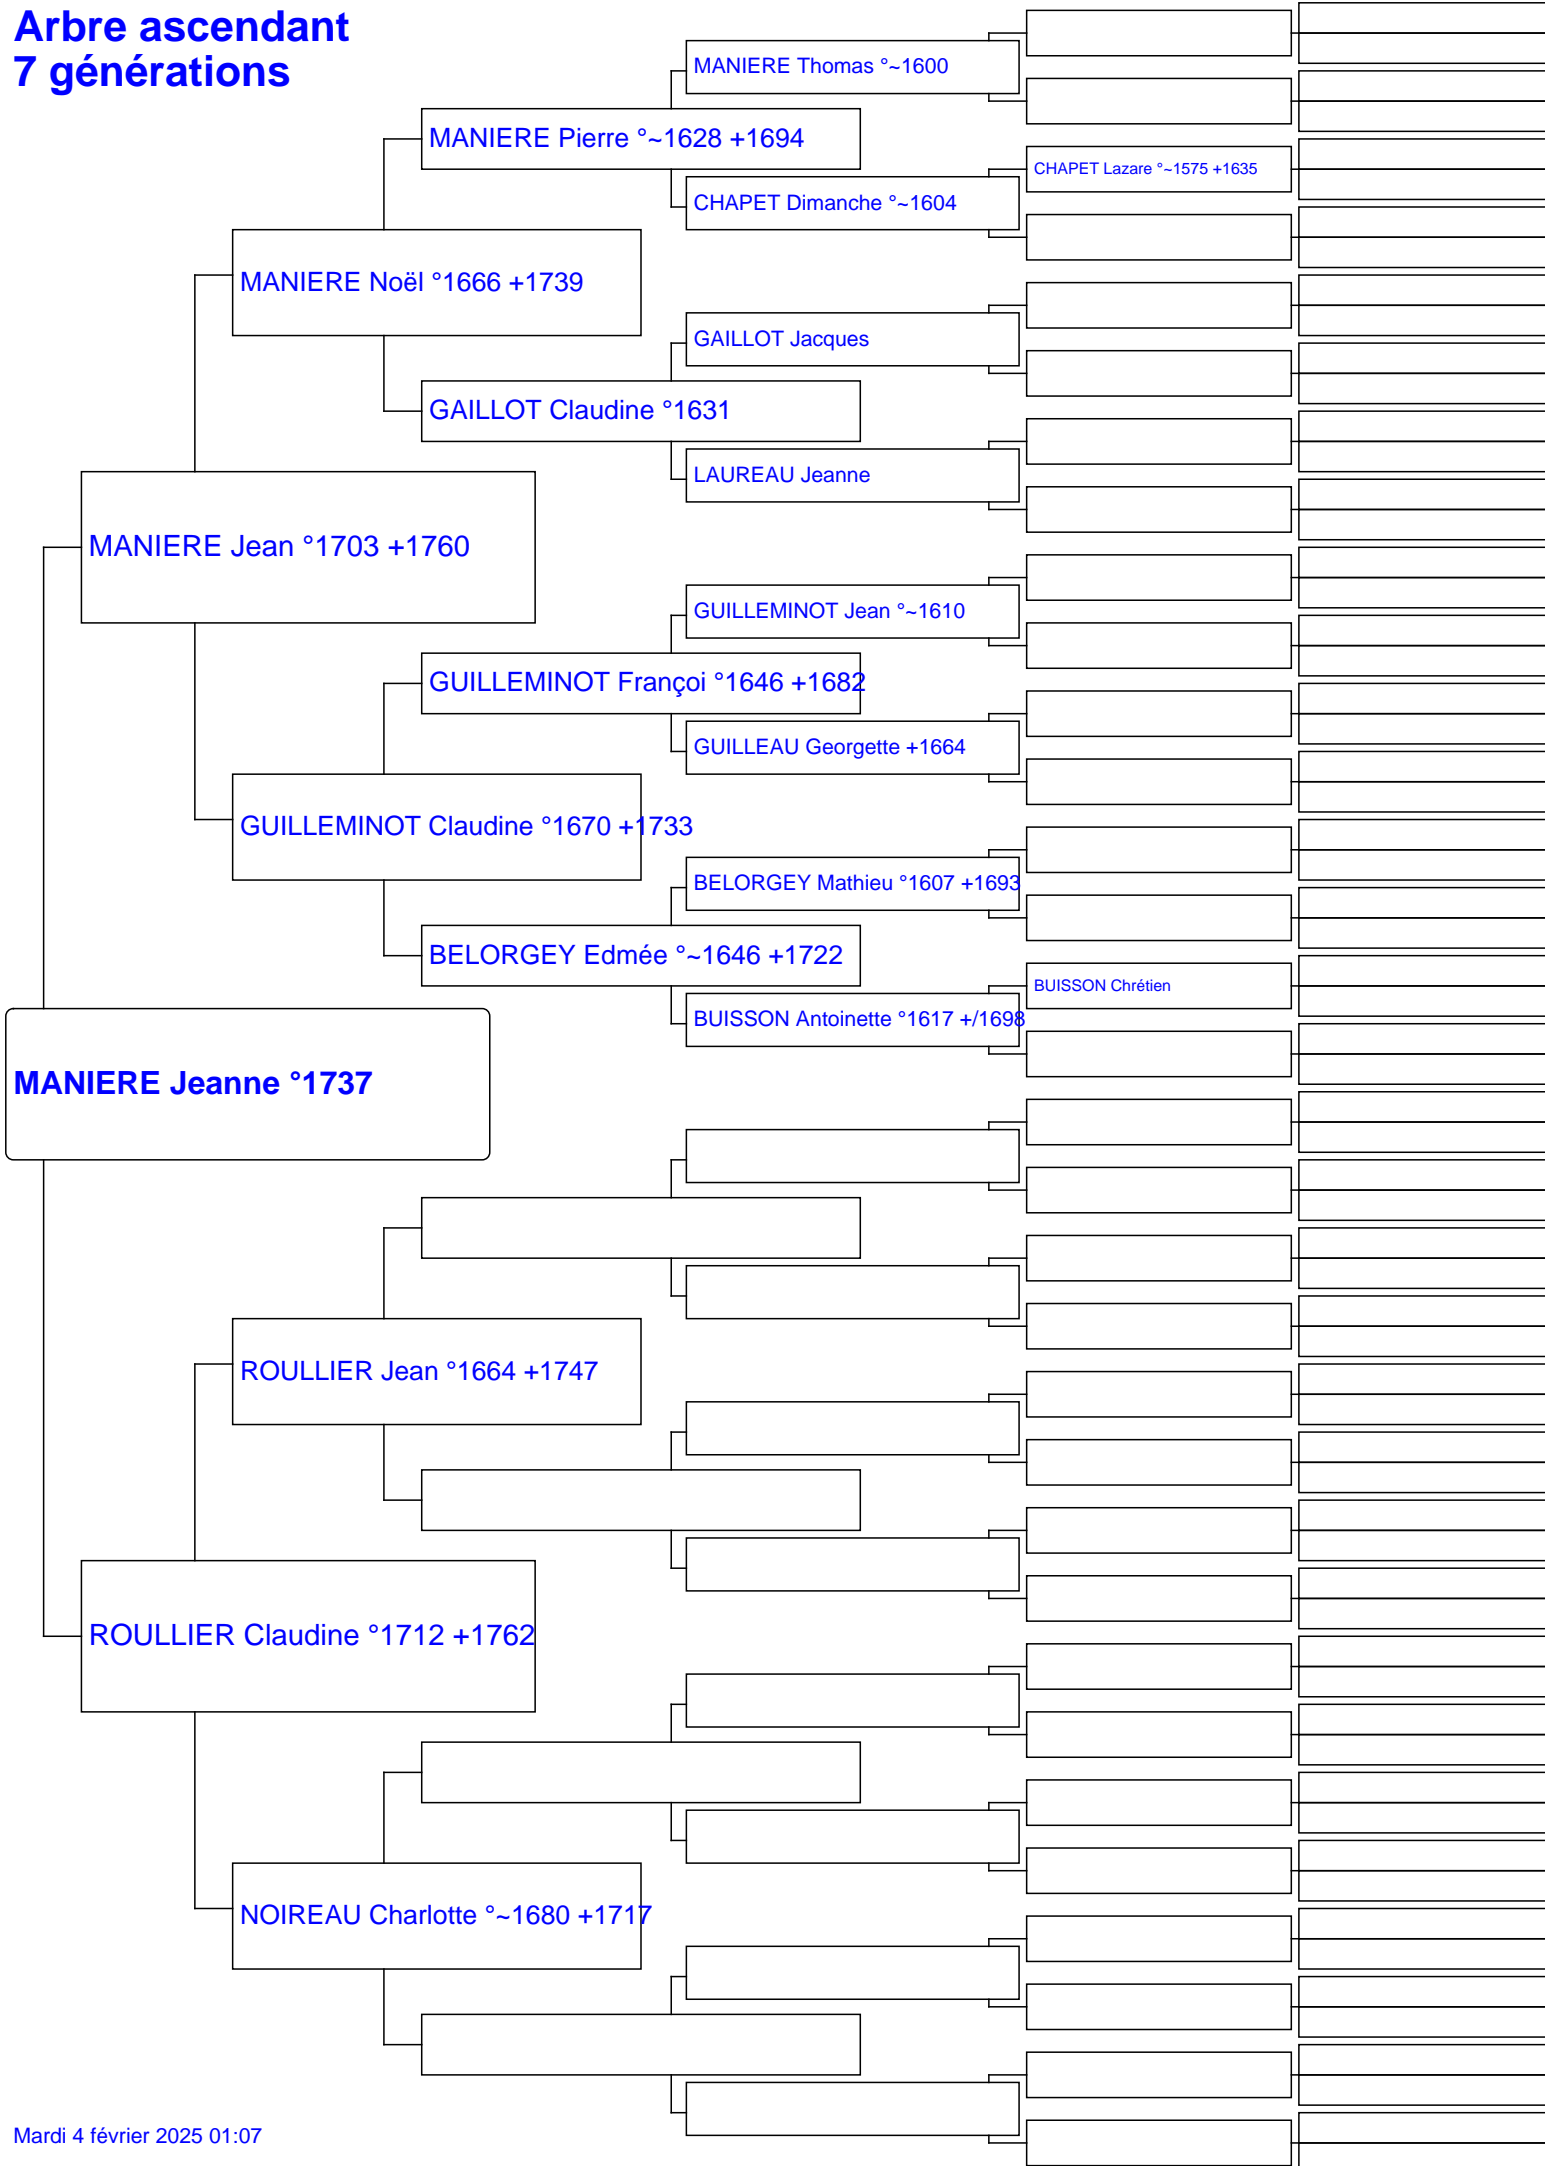 Arbre ascendant
7 générations
MANIERE Thomas °~1600
MANIERE Pierre °~1628 +1694
CHAPET Lazare °~1575 +1635
CHAPET Dimanche °~1604
MANIERE Noël °1666 +1739
GAILLOT Jacques
GAILLOT Claudine °1631
LAUREAU Jeanne
MANIERE Jean °1703 +1760
GUILLEMINOT Jean °~1610
GUILLEMINOT Françoi °1646 +1682
GUILLEAU Georgette +1664
GUILLEMINOT Claudine °1670 +1733
BELORGEY Mathieu °1607 +1693
BELORGEY Edmée °~1646 +1722
BUISSON Chrétien
BUISSON Antoinette °1617 +/1698
MANIERE Jeanne °1737
ROULLIER Jean °1664 +1747
ROULLIER Claudine °1712 +1762
NOIREAU Charlotte °~1680 +1717
Mardi 4 février 2025 01:07